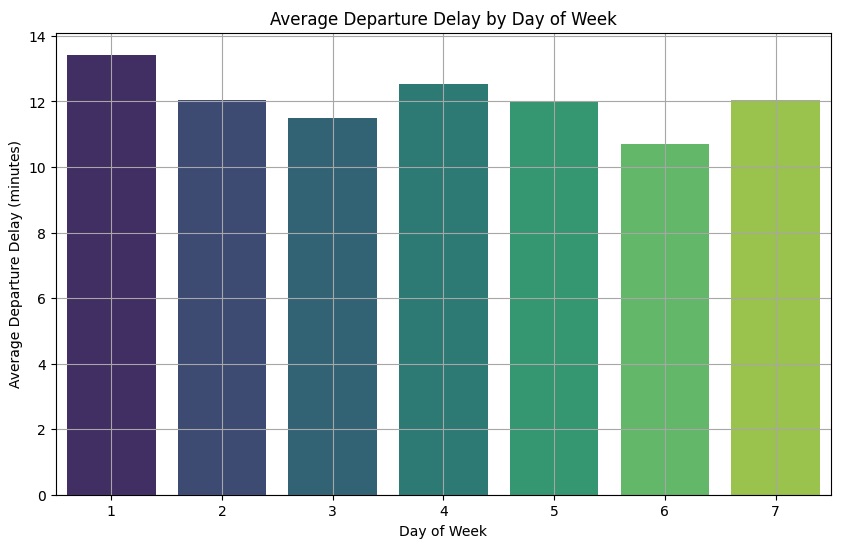 Average Departure Delay by Day of Week
Average Departure Delay (minutes)
14
12
10
8
6
4
2
0
1 2 3 4 5 6 7
Day of Week